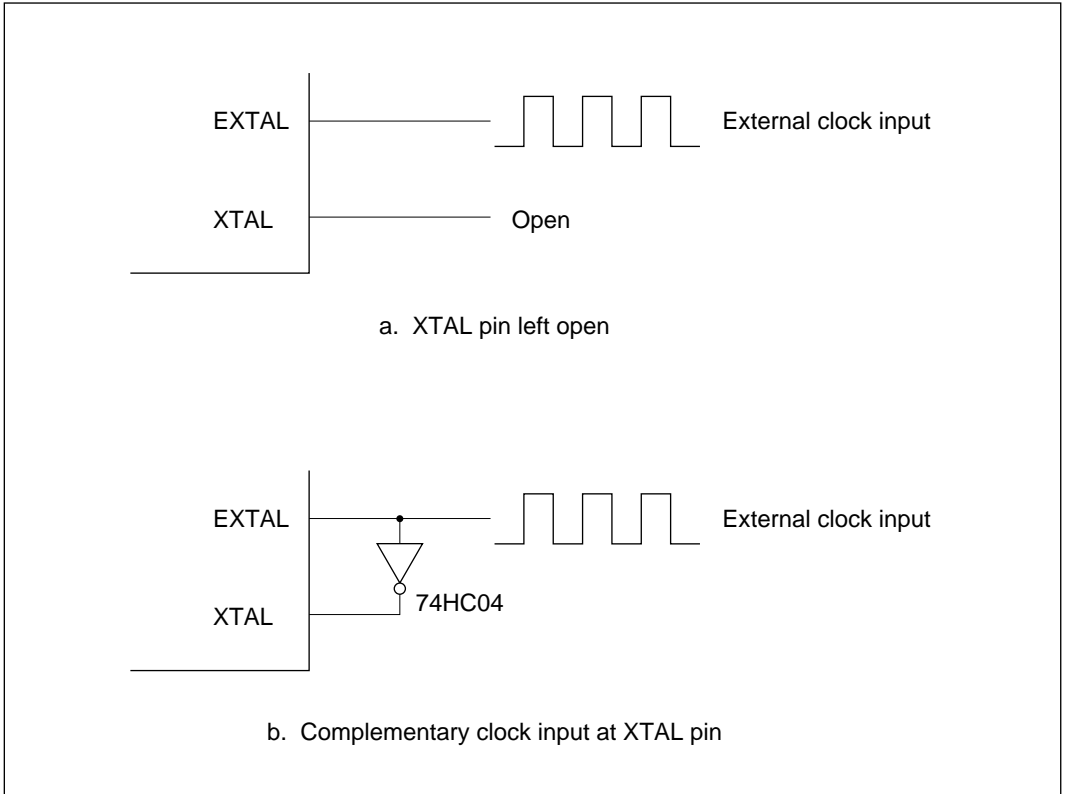 EXTAL External clock input
XTAL Open
a. XTAL pin left open
EXTAL External clock input
74HC04
XTAL
b. Complementary clock input at XTAL pin